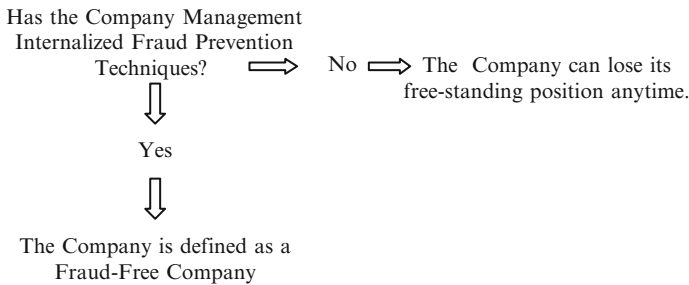 Has the Company Management
Internalized Fraud Prevention
Techniques?
No
The Company can lose its
free-standing position anytime.
Yes
The Company is defined as a
Fraud-Free Company